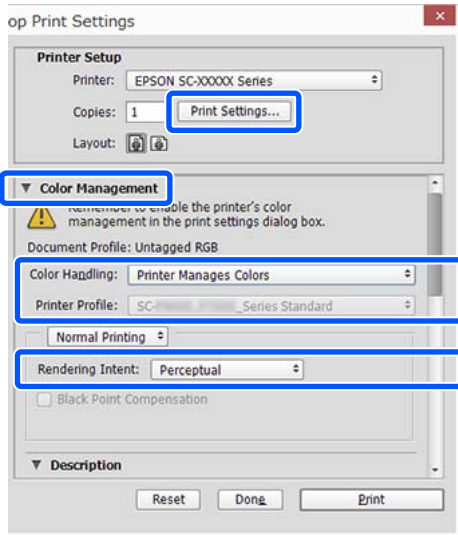 op Print Settings
Printer Setup
Printer: EPSON SC-XXXXX Series
Copies: 1 Print Settings...
Layout:
Color Management
Remember to enable the printer's color
management in the print settings dialog box.
Document Profile: Untagged RGB
Color Handling: Printer Manages Colors
Printer Profile: SC- _Series Standard
Normal Printing
Rendering Intent: Perceptual
Black Point Compensation
Description
Reset Done Print